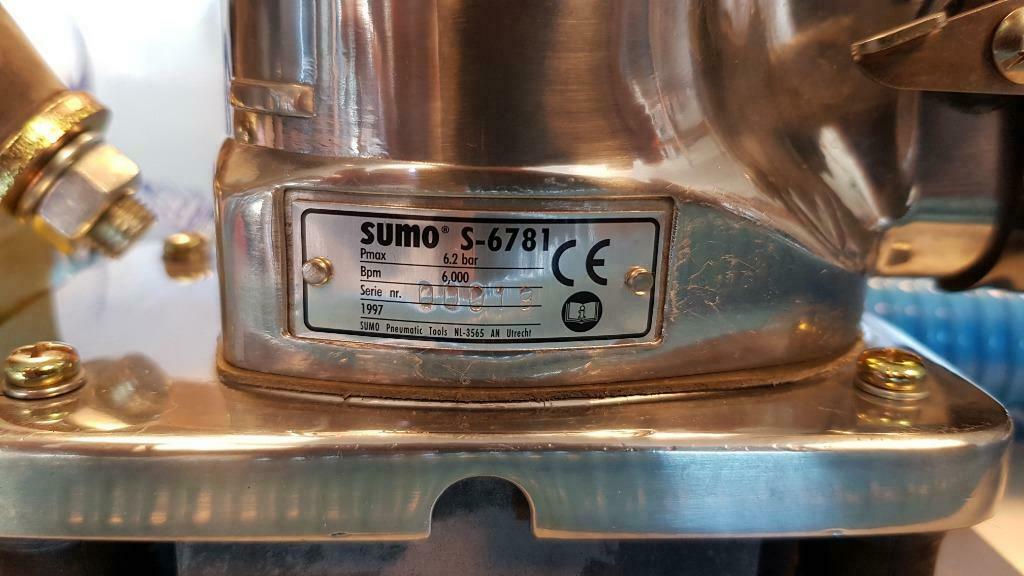 sumo® S-6781
Pmax 6.2 bar
Bpm 6,000
Serie nr.
1997
SUMO Pneumatic Tools NL-3565 AN Utrecht
CE